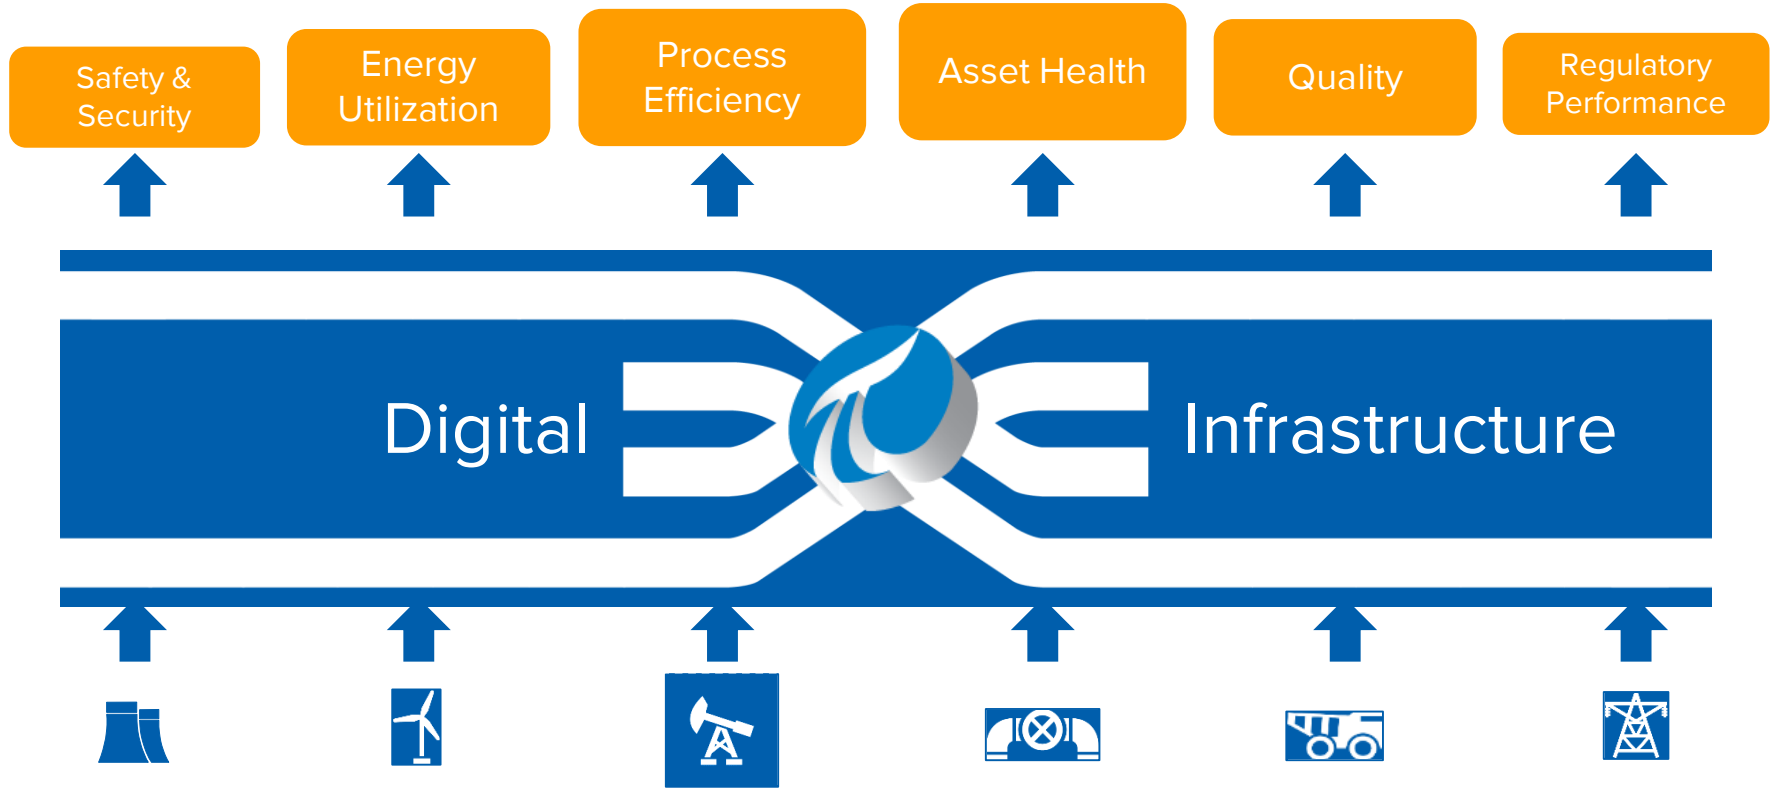 Safety &
Security
Energy
Utilization
Process
Efficiency
Asset Health
Quality
Regulatory
Performance
Digital
Infrastructure